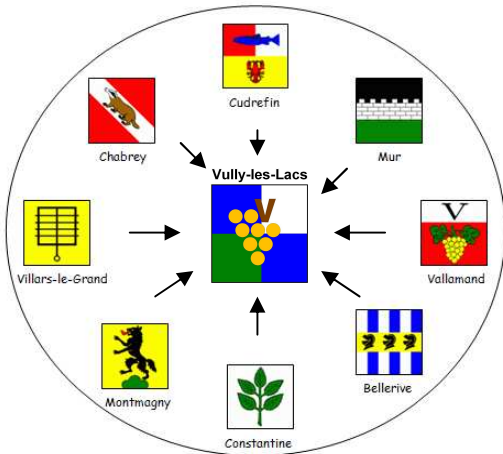 Cudrefin
Chabrey
Mur
Vully-les-Lacs
V
V
Villars-le-Grand
Vallamand
Montmagny
Bellerive
Constantine